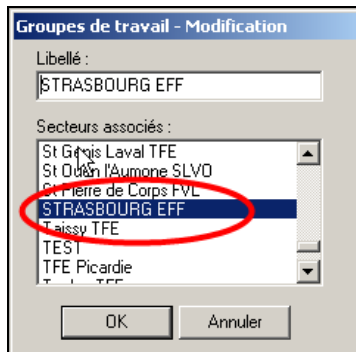 Groupes de travail - Modification
Libellé :
STRASBOURG EFF
Secteurs associés :
St Genis Laval TFE
St Ouen l'Aumone SLVO
St Pierre de Corps FVL
STRASBOURG EFF
Taissy TFE
TEST
TFE Picardie
OK
Annuler